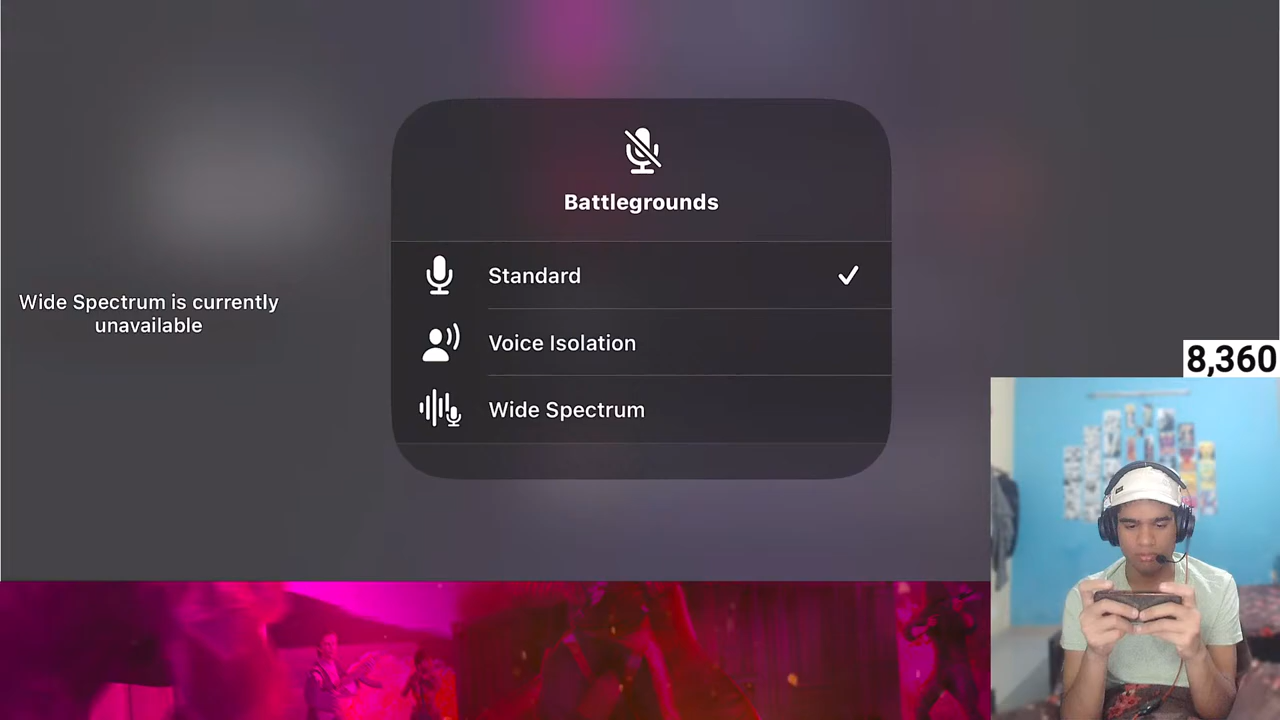 Battlegrounds
Standard
Voice Isolation
Wide Spectrum
Wide Spectrum is currently
unavailable
8,360